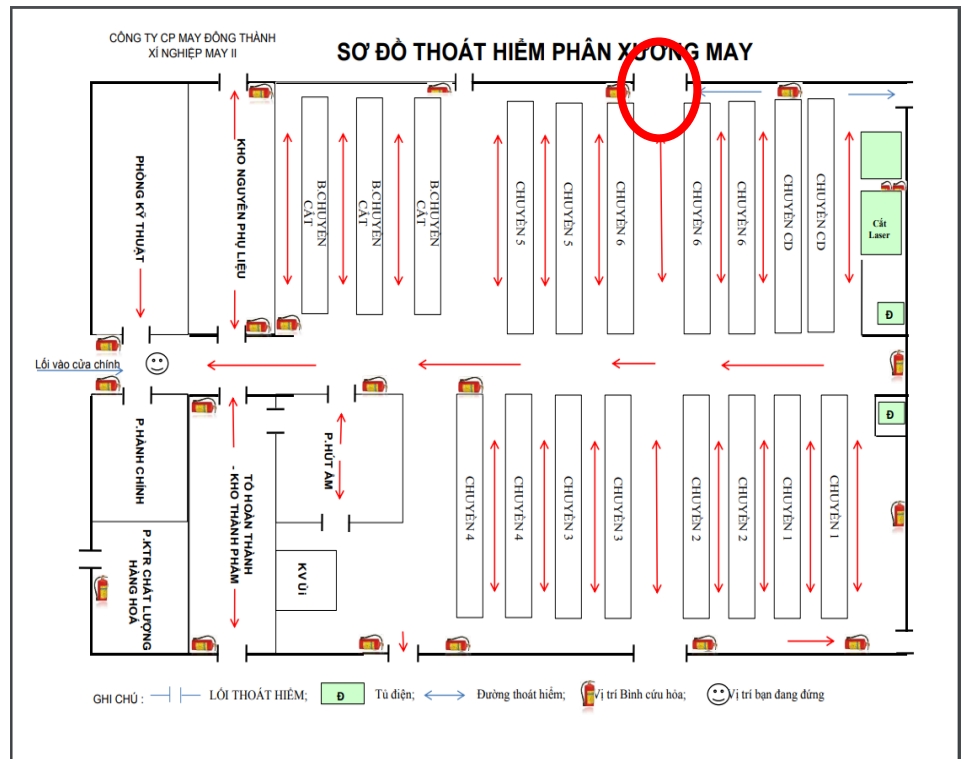 CÔNG TY CP MAY ĐÔNG THÀNH
XÍ NGHIỆP MAY II
SƠ ĐỒ THOÁT HIỂM PHÂN XƯỞNG MAY
PHÒNG KỸ THUẬT
KHO NGUYÊN PHỤ LIỆU
B.CHUYỀN CẮT
B.CHUYỀN CẮT
B.CHUYỀN CẮT
CHUYỀN 5
CHUYỀN 5
CHUYỀN 6
CHUYỀN 6
CHUYỀN 6
CHUYỀN CD
CHUYỀN CD
Cắt
Laser
Đ
Lối vào cửa chính
Đ
P.HÀNH CHÍNH
TỔ HOÀN THÀNH
- KHO THÀNH PHẨM
P.HÚT ẨM
CHUYỀN 4
CHUYỀN 4
CHUYỀN 3
CHUYỀN 3
CHUYỀN 2
CHUYỀN 2
CHUYỀN 1
CHUYỀN 1
P.KTR CHẤT LƯỢNG
HÀNG HOÁ
KV Ủi
GHI CHÚ : LỐI THOÁT HIỂM; Đ Tủ điện; Đường thoát hiểm; Vị trí Bình cứu hỏa; Vị trí bạn đang đứng